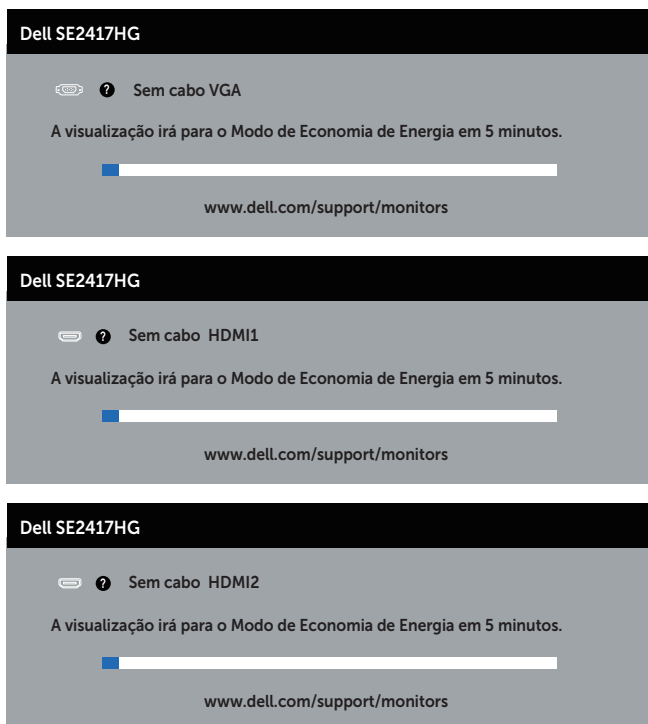 Dell SE2417HG
? Sem cabo VGA
A visualização irá para o Modo de Economia de Energia em 5 minutos.
www.dell.com/support/monitors
Dell SE2417HG
? Sem cabo HDMI1
A visualização irá para o Modo de Economia de Energia em 5 minutos.
www.dell.com/support/monitors
Dell SE2417HG
? Sem cabo HDMI2
A visualização irá para o Modo de Economia de Energia em 5 minutos.
www.dell.com/support/monitors